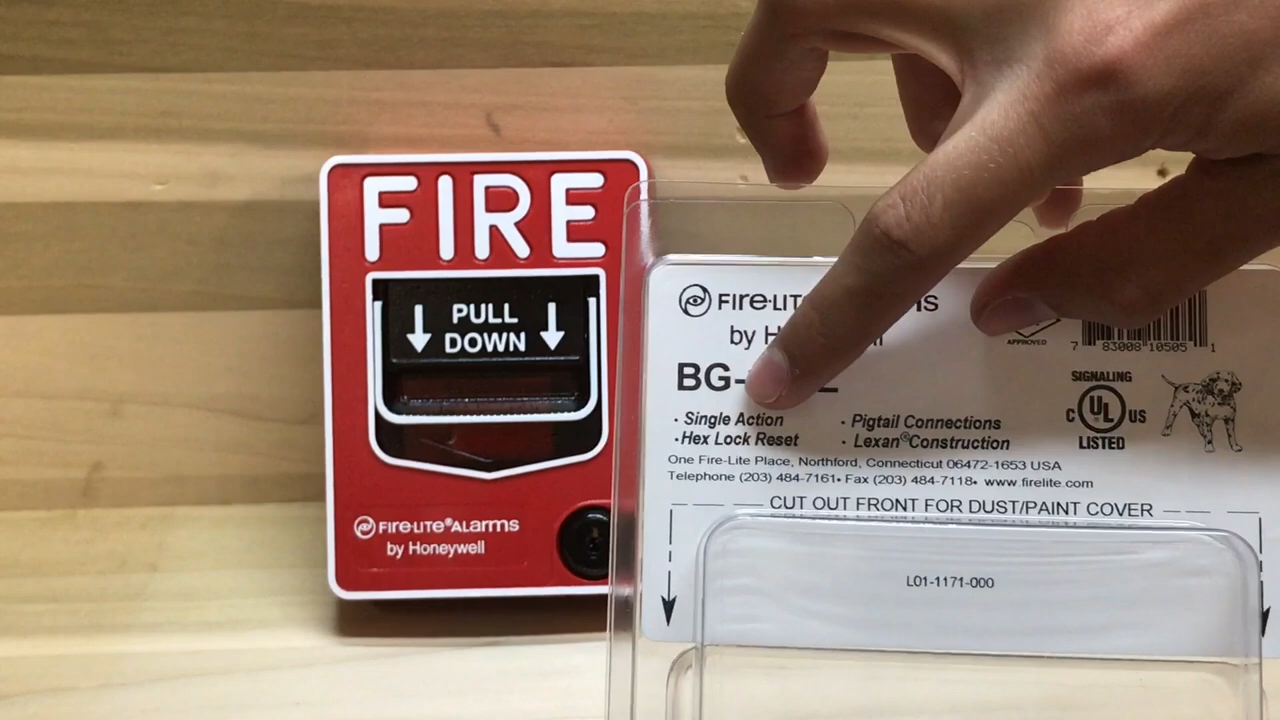 FIRE
PULL
DOWN
FIRE·LITE®ALARMS
by Honeywell
FIRE·LITE
by
BG-
APPROVED
7 83008 10505 1
SIGNALING
C UL US
LISTED
· Single Action
· Hex Lock Reset
· Pigtail Connections
· Lexan®Construction
One Fire-Lite Place, Northford, Connecticut 06472-1653 USA
Telephone (203) 484-7161• Fax (203) 484-7118• www.firelite.com
CUT OUT FRONT FOR DUST/PAINT COVER
L01-1171-000